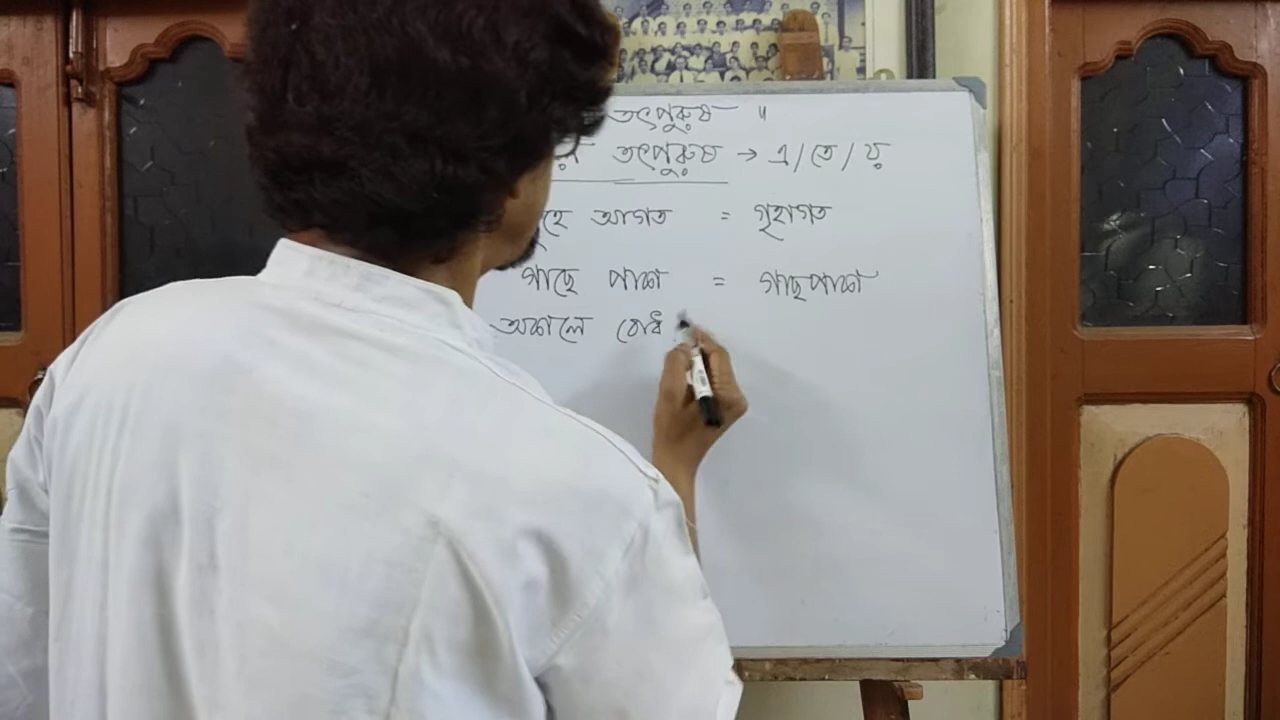 তৎপুরুষ "
তৎপুরুষ → এ/তে/য়
আগত = গৃহাগত
গাছে পাকা = গাছপাকা
অকালে বোধ